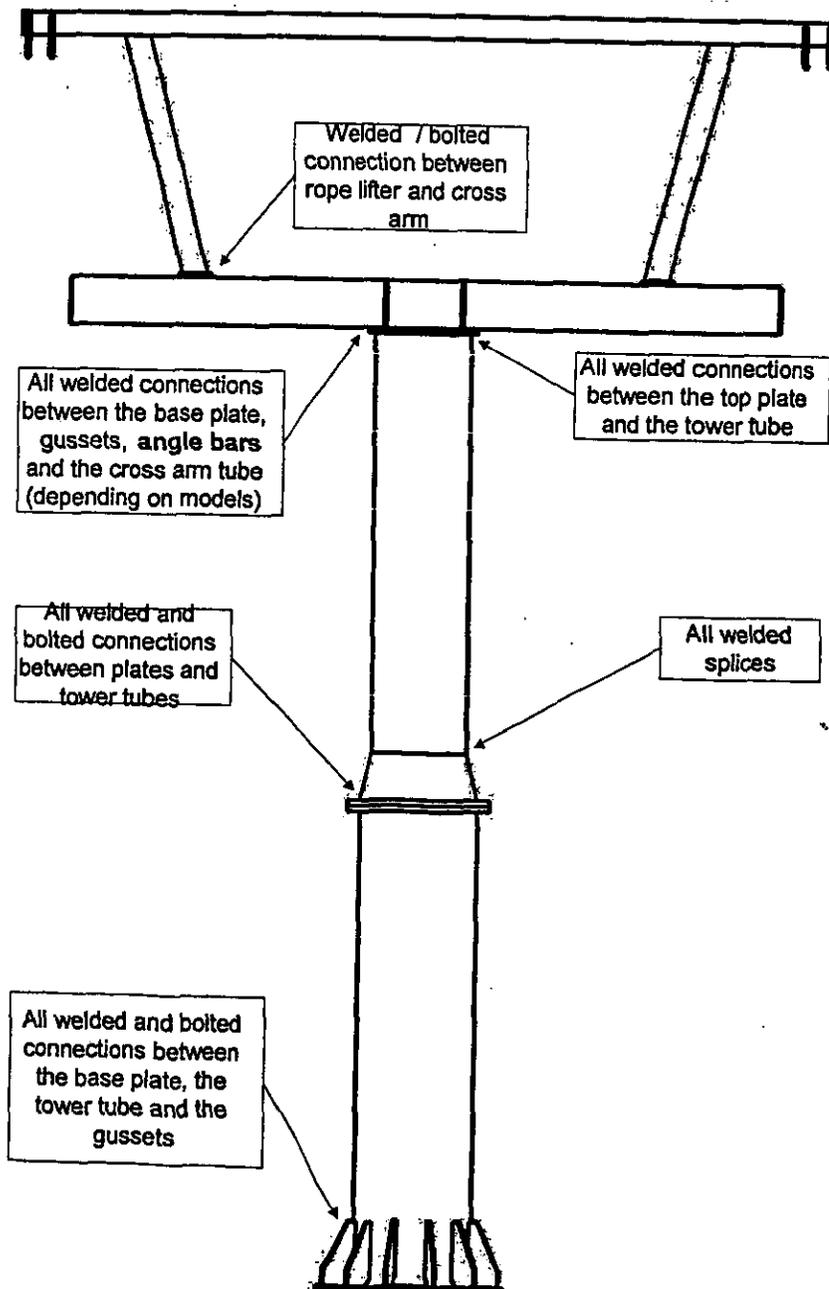 Welded / bolted
connection between
rope lifter and cross
arm
All welded connections
between the base plate,
gussets, angle bars
and the cross arm tube
(depending on models)
All welded connections
between the top plate
and the tower tube
All welded and
bolted connections
between plates and
tower tubes
All welded
splices
All welded and bolted
connections between
the base plate, the
tower tube and the
gussets